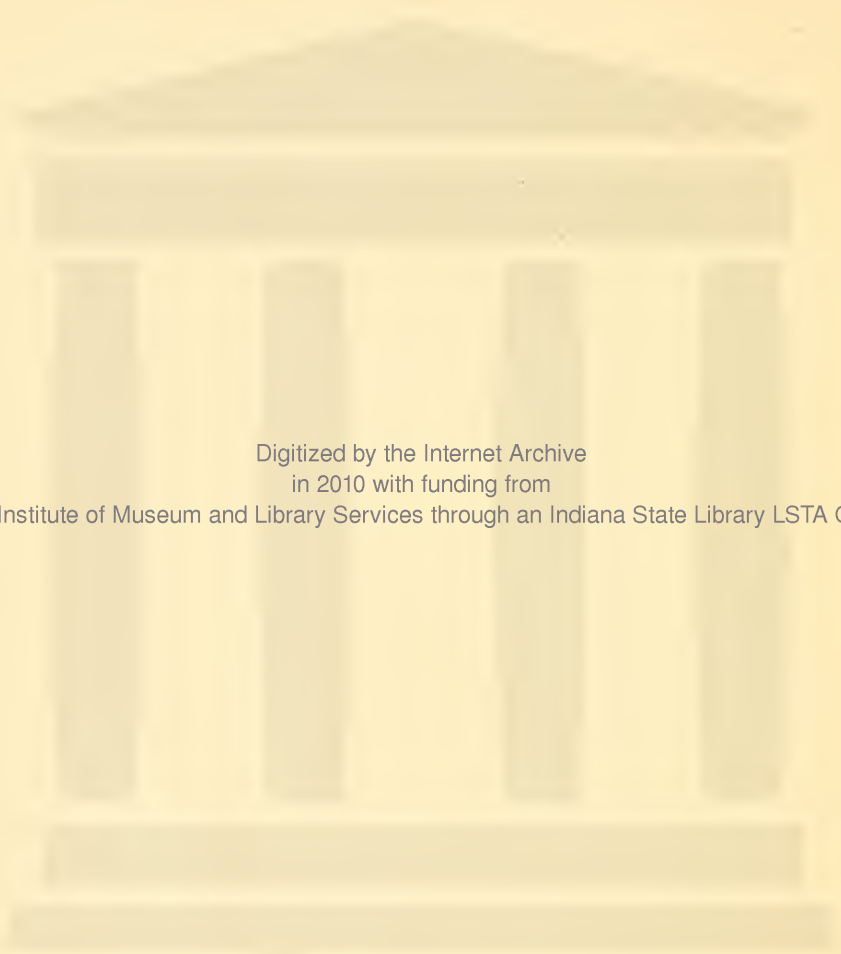 Digitized by the Internet Archive
in 2010 with funding from
Institute of Museum and Library Services through an Indiana State Library LSTA